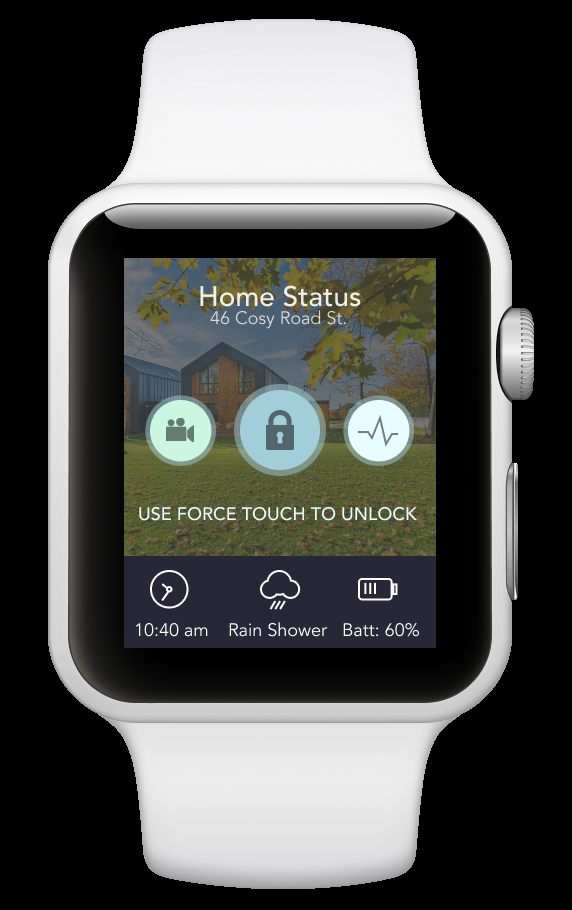 Home Status
46 Cosy Road St.
USE FORCE TOUCH TO UNLOCK
10:40 am Rain Shower Batt: 60%